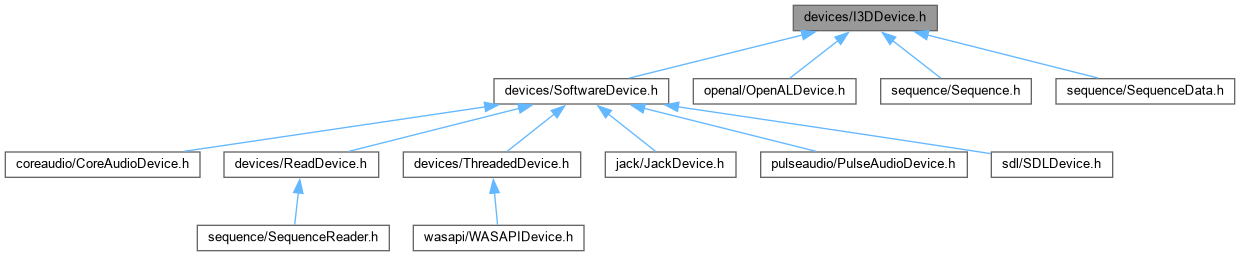 devices/I3DDevice.h
devices/SoftwareDevice.h
openal/OpenALDevice.h
sequence/Sequence.h
sequence/SequenceData.h
coreaudio/CoreAudioDevice.h
devices/ReadDevice.h
devices/ThreadedDevice.h
jack/JackDevice.h
pulseaudio/PulseAudioDevice.h
sdl/SDLDevice.h
sequence/SequenceReader.h
wasapi/WASAPIDevice.h